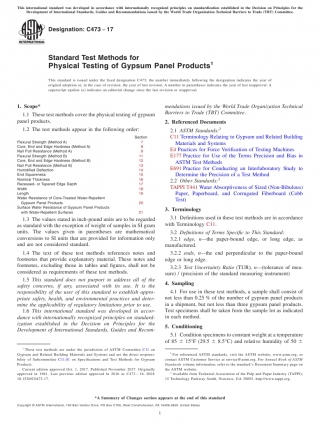 This international standard was developed in accordance with internationally recognized principles on standardization established in the Decision on Principles for the
Development of International Standards, Guides and Recommendations issued by the World Trade Organization Technical Barriers to Trade (TBT) Committee.
Designation: C473 − 17
INTERNATIONAL
Standard Test Methods for
Physical Testing of Gypsum Panel Products¹
This standard is issued under the fixed designation C473; the number immediately following the designation indicates the year of
original adoption or, in the case of revision, the year of last revision. A number in parentheses indicates the year of last reapproval. A
superscript epsilon (ε) indicates an editorial change since the last revision or reapproval.
1. Scope*
1.1 These test methods cover the physical testing of gypsum
panel products.
1.2 The test methods appear in the following order:
Section
Flexural Strength (Method A)
Core, End and Edge Hardness (Method A)
Nail Pull Resistance (Method A)
Flexural Strength (Method B) 11
Core, End and Edge Hardness (Method B) 12
Nail Pull Resistance (Method B) 13
Humidified Deflection 14
End Squareness 15
Nominal Thickness 16
Recessed- or Tapered Edge Depth 17
Width 18
Length 19
Water Resistance of Core-Treated Water-Repellent
Gypsum Panel Products 20
Surface Water Resistance of Gypsum Panel Products
with Water-Repellent Surfaces 21
1.3 The values stated in inch-pound units are to be regarded
as standard with the exception of weight of samples in SI gram
units. The values given in parentheses are mathematical
conversions to SI units that are provided for information only
and are not considered standard.
1.4 The text of these test methods references notes and
footnotes that provide explanatory material. These notes and
footnotes, excluding those in tables and figures, shall not be
considered as requirements of these test methods.
1.5 This standard does not purport to address all of the
safety concerns, if any, associated with its use. It is the
responsibility of the user of this standard to establish appro-
priate safety, health, and environmental practices and deter-
mine the applicability of regulatory limitations prior to use.
1.6 This international standard was developed in accor-
dance with internationally recognized principles on standard-
ization established in the Decision on Principles for the
Development of International Standards, Guides and Recom-
mendations issued by the World Trade Organization Technical
Barriers to Trade (TBT) Committee.
2. Referenced Documents
2.1 ASTM Standards:²
C11 Terminology Relating to Gypsum and Related Building
Materials and Systems
E4 Practices for Force Verification of Testing Machines
E177 Practice for Use of the Terms Precision and Bias in
ASTM Test Methods
E691 Practice for Conducting an Interlaboratory Study to
Determine the Precision of a Test Method
2.2 Other Standards:³
TAPPI T441 Water Absorptiveness of Sized (Non-Bibulous)
Paper, Paperboard, and Corrugated Fiberboard (Cobb
Test)
3. Terminology
3.1 Definitions used in these test methods are in accordance
with Terminology C11.
3.2 Definitions of Terms Specific to This Standard:
3.2.1 edge, n—the paper-bound edge, or long edge, as
manufactured.
3.2.2 ends, n—the end perpendicular to the paper-bound
edge or long edge.
3.2.3 Test Uncertainty Ratio (TUR), n—(tolerance of mea-
sure) / (precision of the standard measuring instrument)
4. Sampling
4.1 For use in these test methods, a sample shall consist of
not less than 0.25 % of the number of gypsum panel products
in a shipment, but not less than three gypsum panel products.
Test specimens shall be taken from the sample lot as indicated
in each method.
5. Conditioning
5.1 Condition specimens to constant weight at a temperature
of 85 ± 15°F (29.5 ± 8.5°C) and relative humidity of 50 ±
¹ These test methods are under the jurisdiction of ASTM Committee C11 on
Gypsum and Related Building Materials and Systems and are the direct responsi-
bility of Subcommittee C11.01 on Specifications and Test Methods for Gypsum
Products.
Current edition approved Oct. 1, 2017. Published November 2017. Originally
² For referenced ASTM standards, visit the ASTM website, www.astm.org, or
contact ASTM Customer Service at service@astm.org. For Annual Book of ASTM
Standards volume information, refer to the standard's Document Summary page on
the ASTM website.
³ Available from Technical Association of the Pulp and Paper Industry (TAPPI),
15 Technology Parkway South, Norcross, GA 30092, http://www.tappi.org.
*A Summary of Changes section appears at the end of this standard
Copyright © ASTM International, 100 Barr Harbor Drive, PO Box C700, West Conshohocken, PA 19428-2959. United States
1